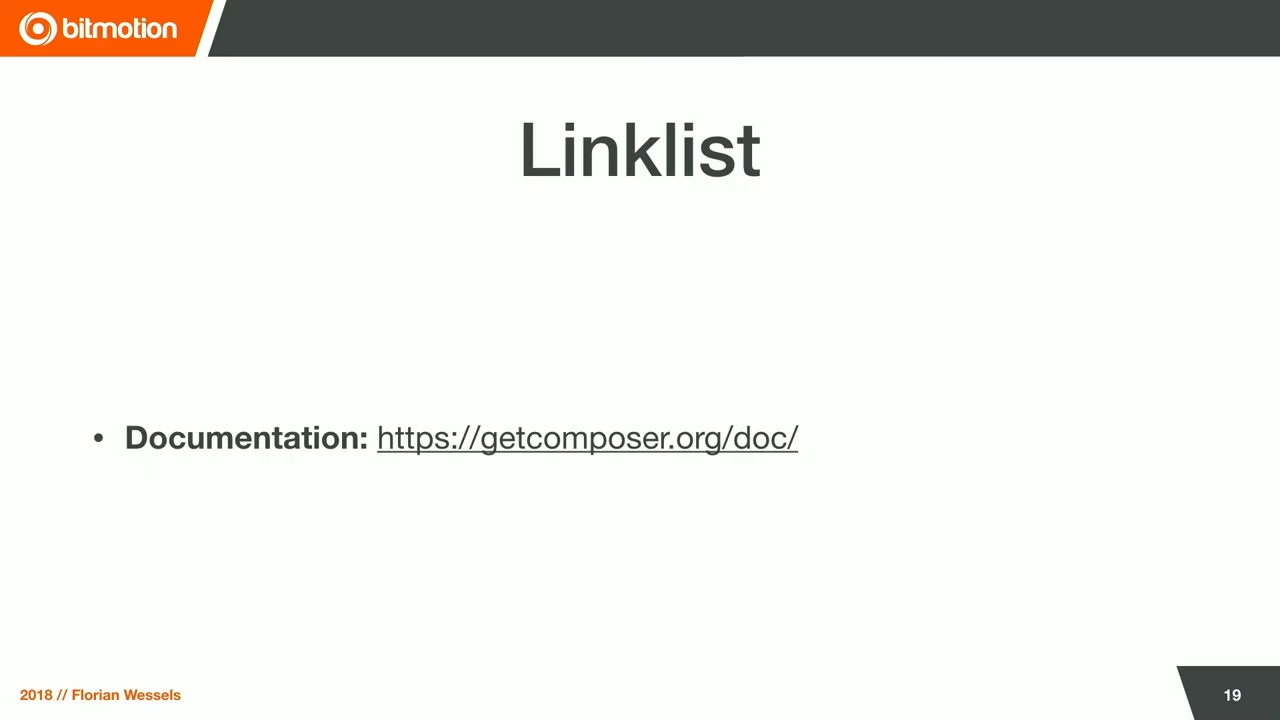 bitmotion
Linklist
• Documentation: https://getcomposer.org/doc/
2018 // Florian Wessels
19